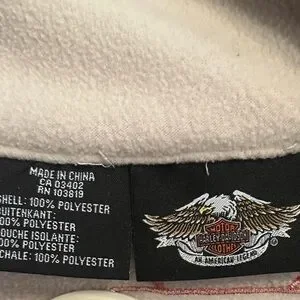 MADE IN CHINA
CA 03402
RN 103819
SHELL: 100% POLYESTER
BUITENKANT:
100% POLYESTER
COUCHE ISOLANTE:
100% POLYESTER
SCHALE: 100% POLYESTER
MOTOR
HARLEY-DAVIDSON
CLOTHES
AN AMERICAN LEGEND